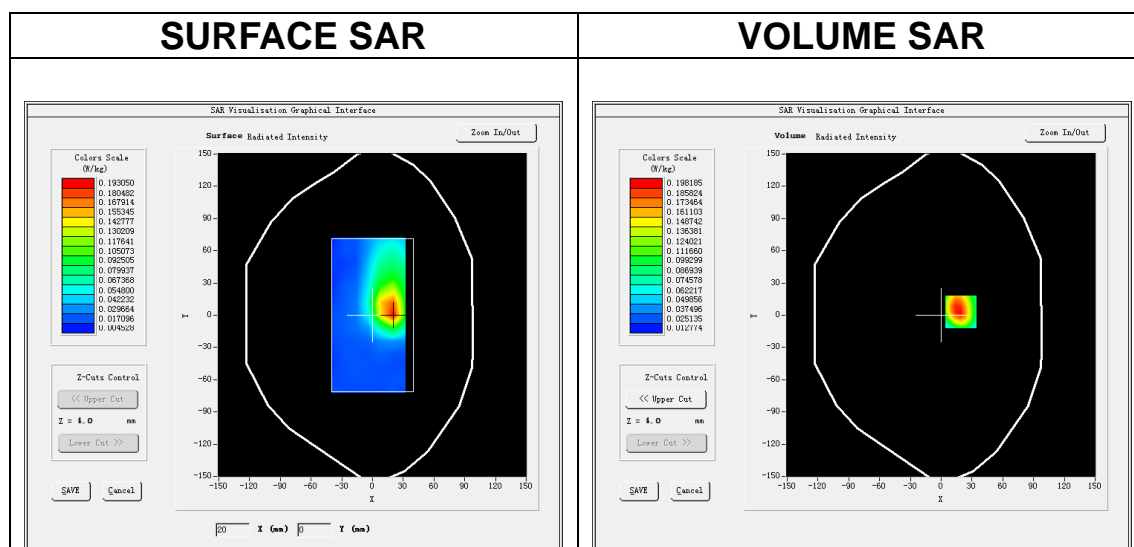 SURFACE SAR
VOLUME SAR
SAR Visualisation Graphical Interface
Surface Radiated Intensity
Zoom In/Out
Colors Scale
(W/kg)
0.193050
0.180482
0.167914
0.155345
0.142777
0.130209
0.117641
0.105073
0.092505
0.079937
0.067368
0.054800
0.042232
0.029664
0.017096
0.004528
Z-Cuts Control
<< Upper Cut
Z = 4.0 mm
Lower Cut >>
SAVE Cancel
150
120
90
60
30
0
-30
-60
-90
-120
-150
Y
-150 -120 -90 -60 -30 0 30 60 90 120 150
X
20 X (mm) 0 Y (mm)
SAR Visualisation Graphical Interface
Volume Radiated Intensity
Zoom In/Out
Colors Scale
(W/kg)
0.198185
0.185824
0.173464
0.161103
0.148742
0.136381
0.124021
0.111660
0.099299
0.086939
0.074578
0.062217
0.049856
0.037496
0.025135
0.012774
Z-Cuts Control
<< Upper Cut
Z = 4.0 mm
Lower Cut >>
SAVE Cancel
150
120
90
60
30
0
-30
-60
-90
-120
-150
Y
-150 -120 -90 -60 -30 0 30 60 90 120 150
X